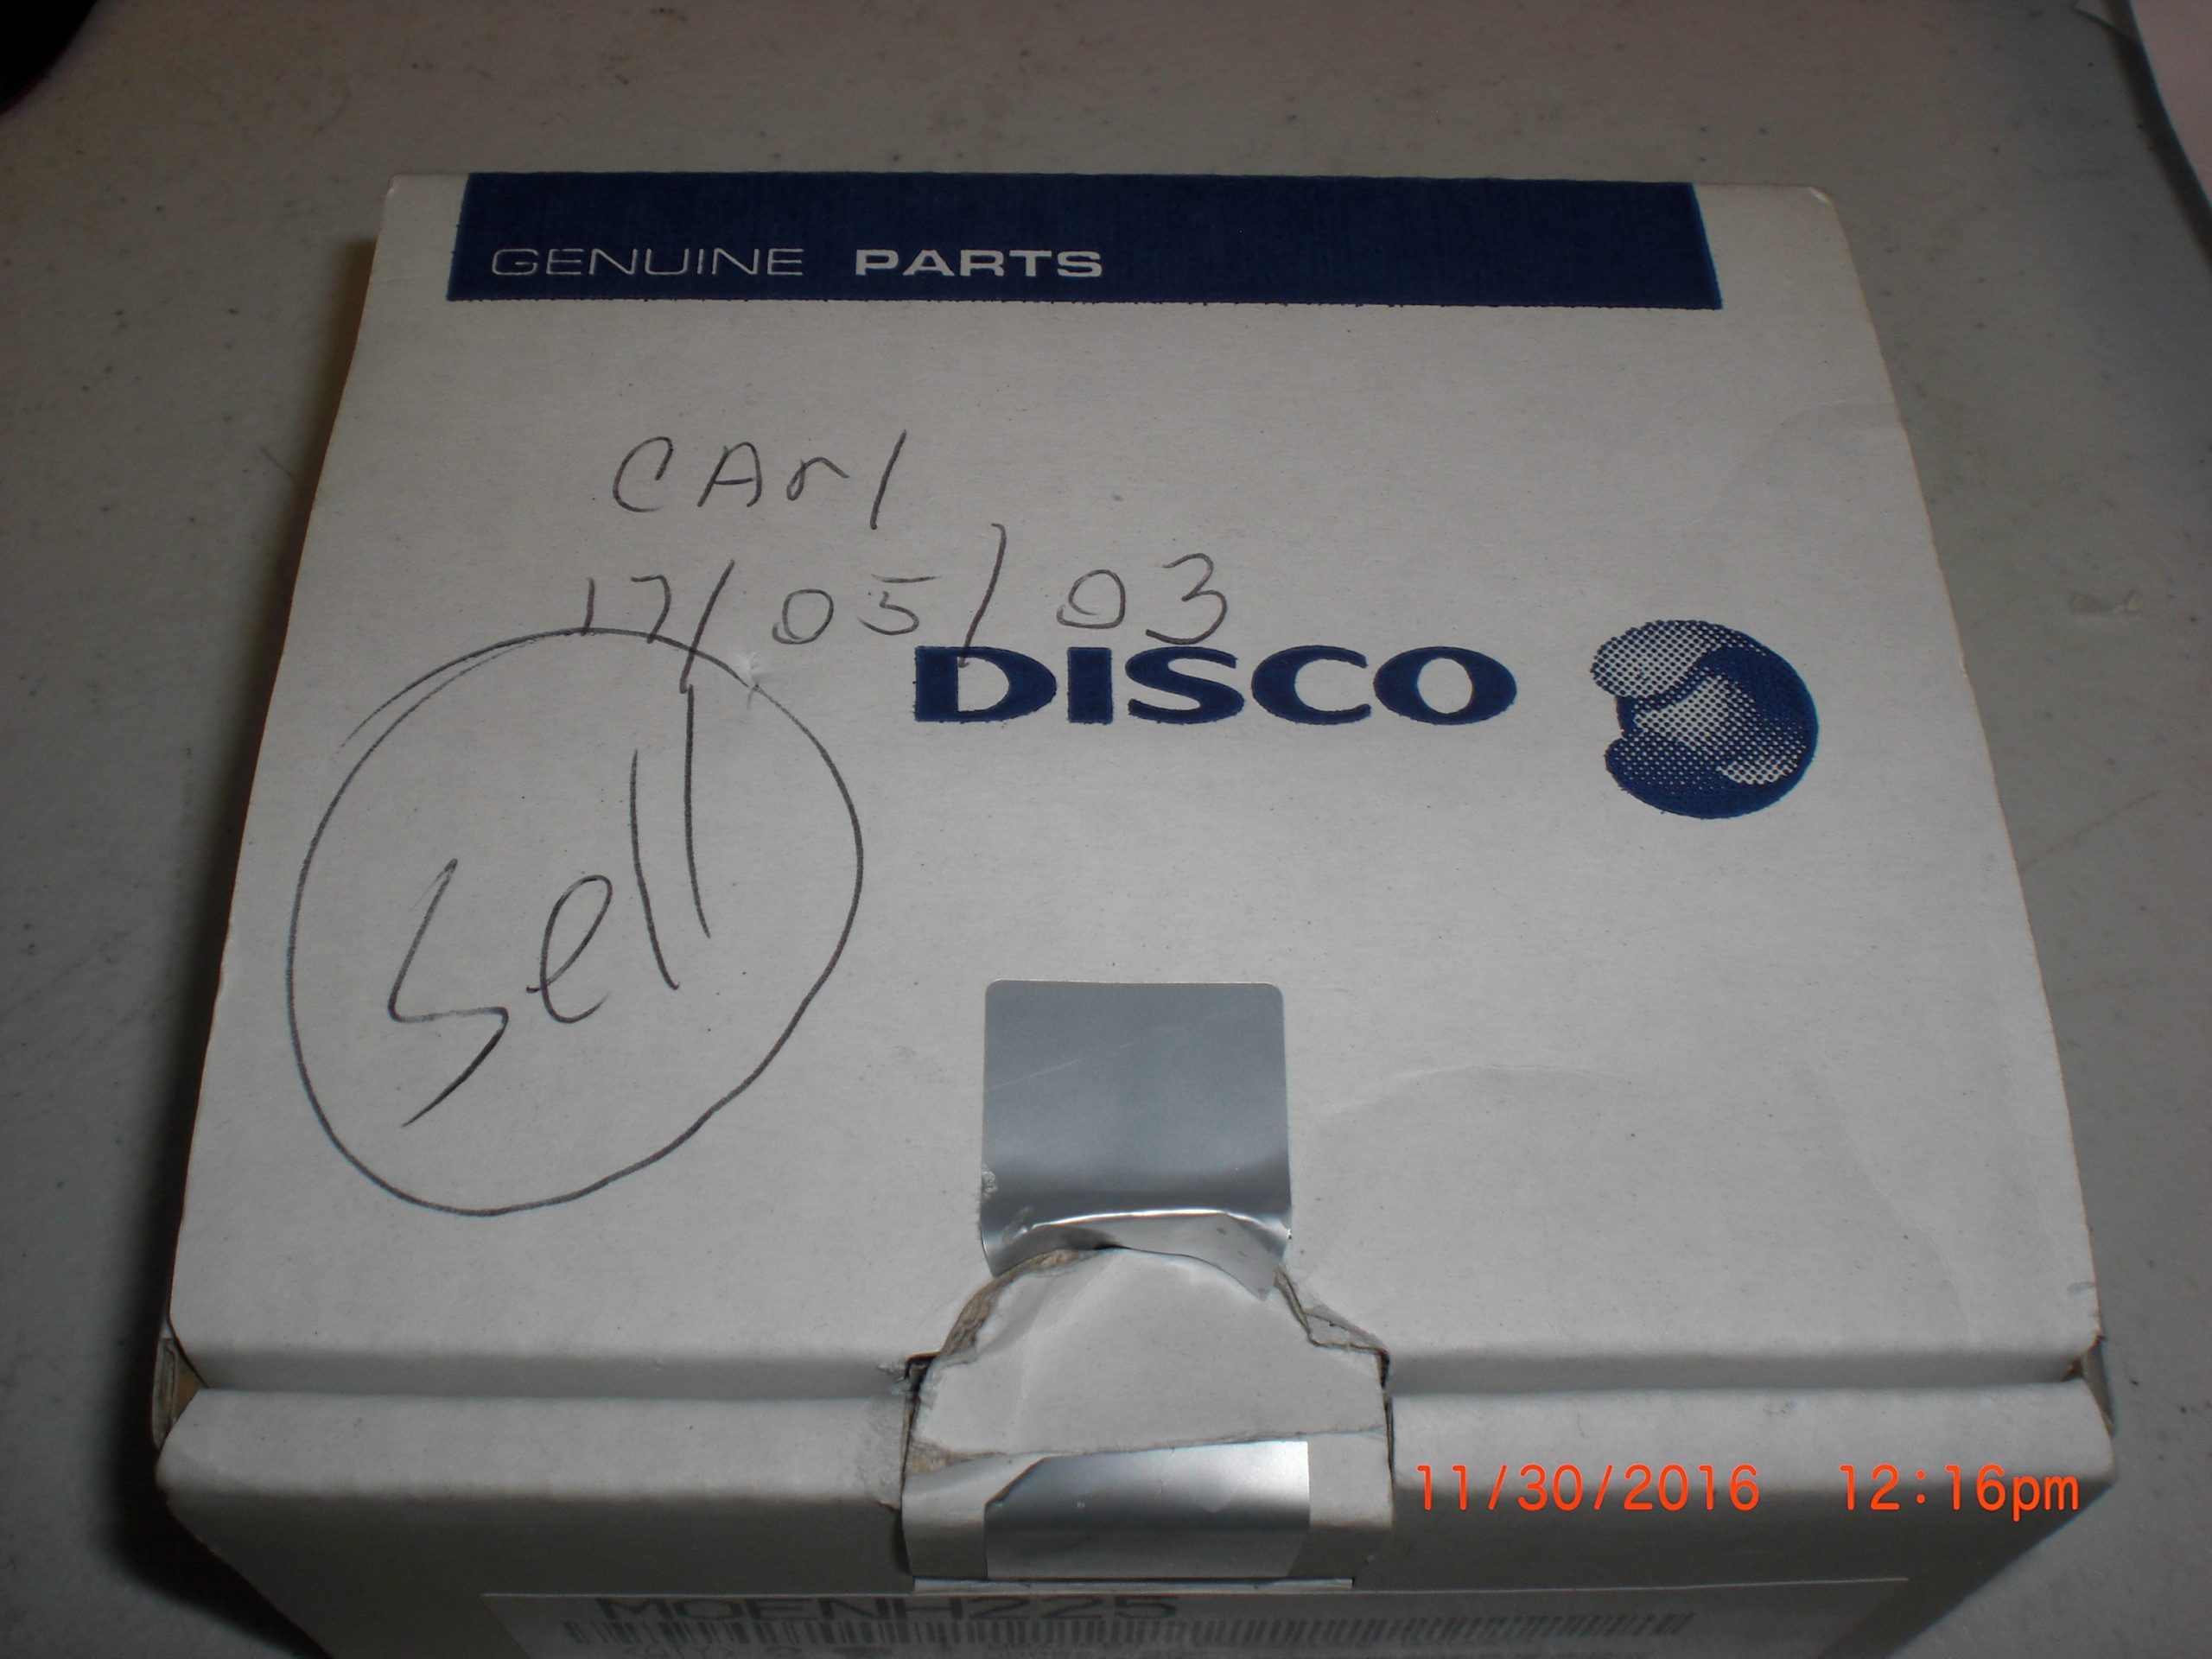 GENUINE PARTS
CArl
17/05/03
DISCO
Sell
11/30/2016 12:16pm
MOENH225